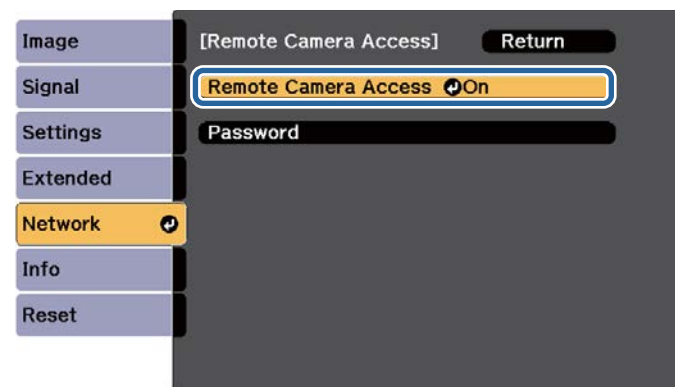 Image
Signal
Settings
Extended
Network
Info
Reset
[Remote Camera Access] Return
Remote Camera Access On
Password